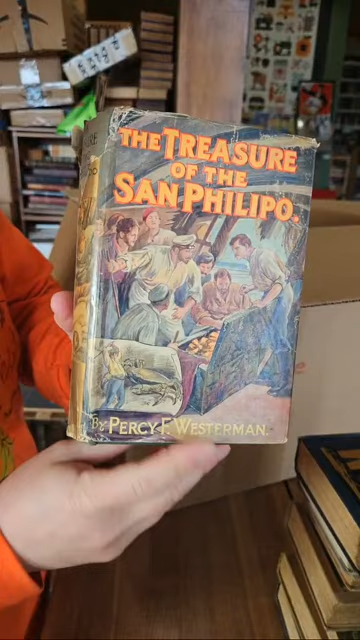 THE TREASURE
OF THE
SAN PHILIPO.
By PERCY F. WESTERMAN.